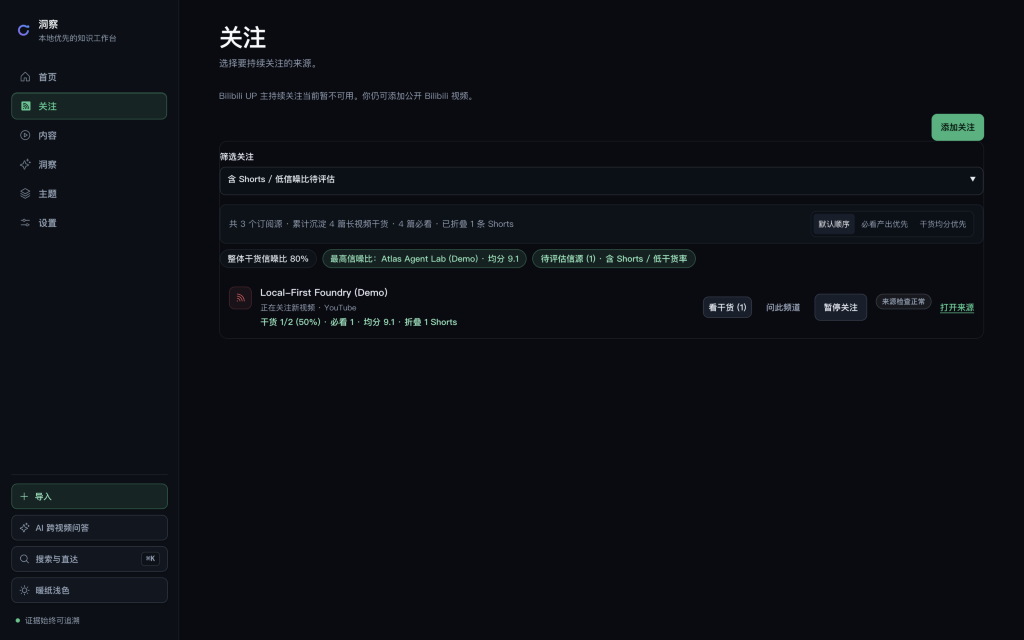 洞察
本地优先的知识工作台
首页
关注
内容
洞察
主题
设置
导入
AI 跨视频问答
搜索与直达 ⌘K
暖纸浅色
证据始终可追溯
关注
选择要持续关注的来源。
Bilibili UP 主持续关注当前暂不可用。你仍可添加公开 Bilibili 视频。
添加关注
筛选关注
含 Shorts / 低信噪比待评估
共 3 个订阅源 · 累计沉淀 4 篇长视频干货 · 4 篇必看 · 已折叠 1 条 Shorts
默认顺序 必看产出优先 干货均分优先
整体干货信噪比 80% 最高信噪比：Atlas Agent Lab (Demo) · 均分 9.1 待评估信源 (1) · 含 Shorts / 低干货率
Local-First Foundry (Demo)
正在关注新视频 · YouTube
干货 1/2 (50%) · 必看 1 · 均分 9.1 · 折叠 1 Shorts
看干货 (1) 问此频道 暂停关注 来源检查正常 打开来源